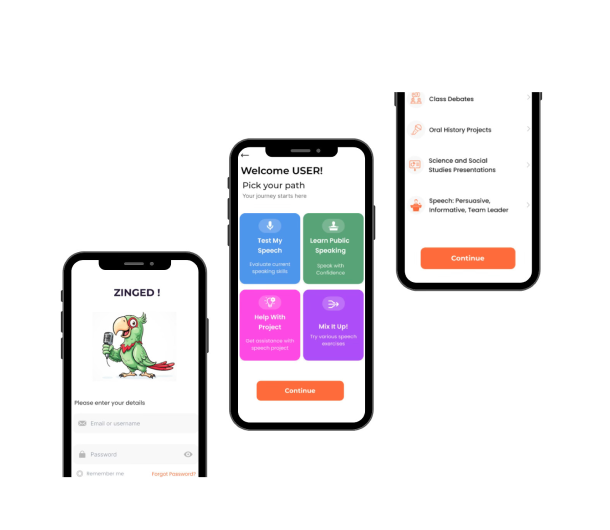 ZINGED !
Please enter your details
Email or username
Password
Remember me
Forgot Password?
Welcome USER!
Pick your path
Your journey starts here
Test My
Speech
Evaluate current
speaking skills
Learn Public
Speaking
Speak with
Confidence
Help With
Project
Get assistance with
speech project
Mix It Up!
Try various speech
exercises
Continue
Class Debates
Oral History Projects
Science and Social
Studies Presentations
Speech: Persuasive,
Informative, Team Leader
Continue